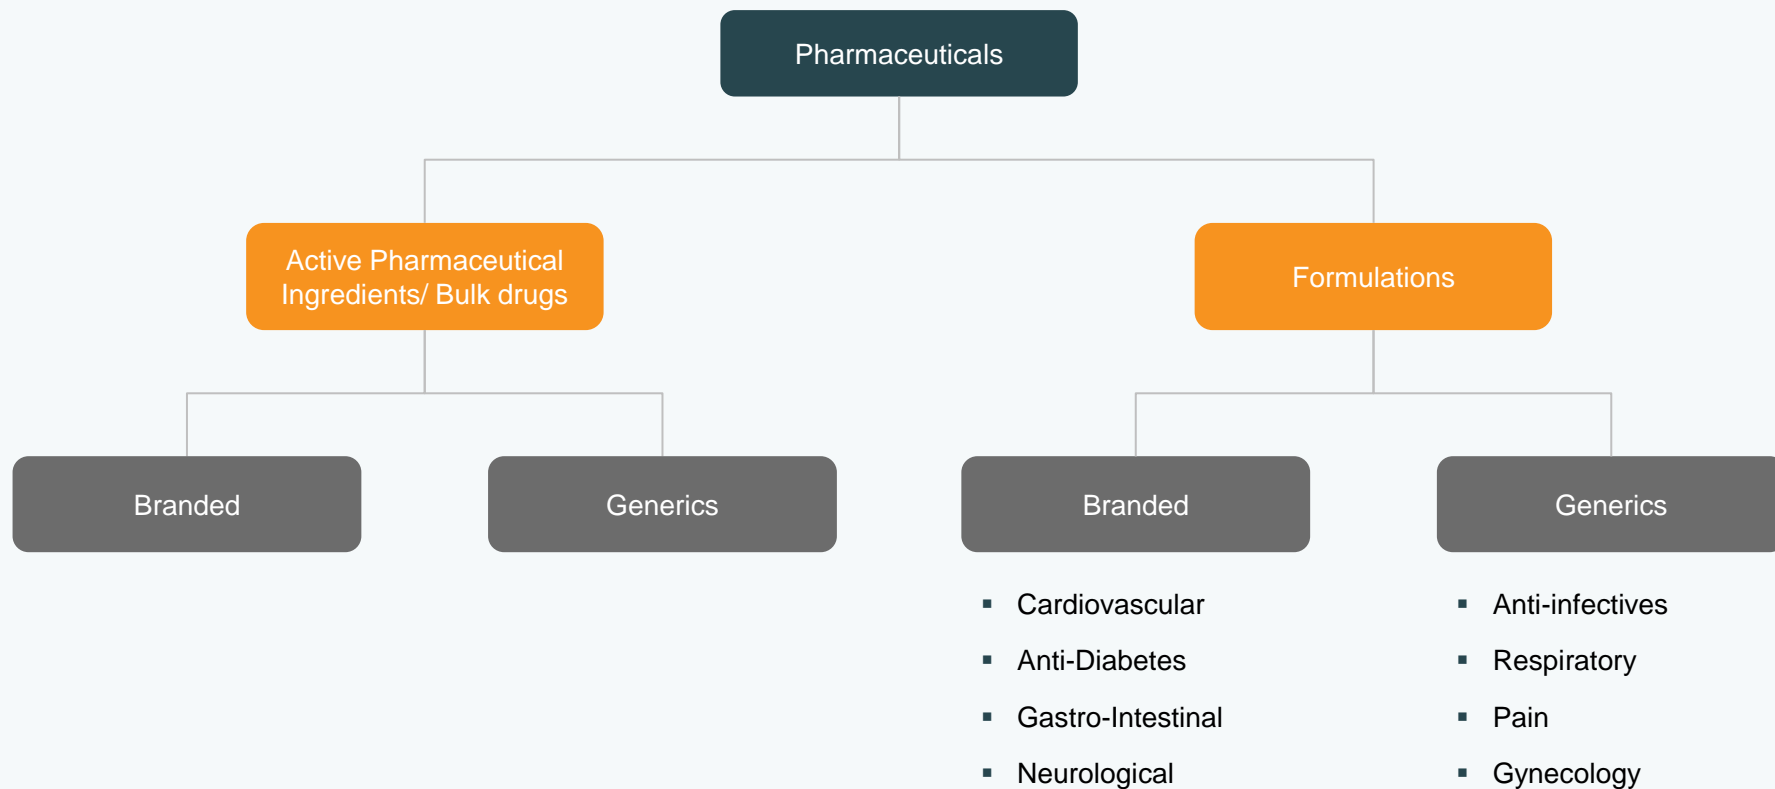 Pharmaceuticals
Active Pharmaceutical
Ingredients/ Bulk drugs
Formulations
Branded
Generics
Branded
Generics
Cardiovascular
Anti-Diabetes
Gastro-Intestinal
Neurological
Anti-infectives
Respiratory
Pain
Gynecology